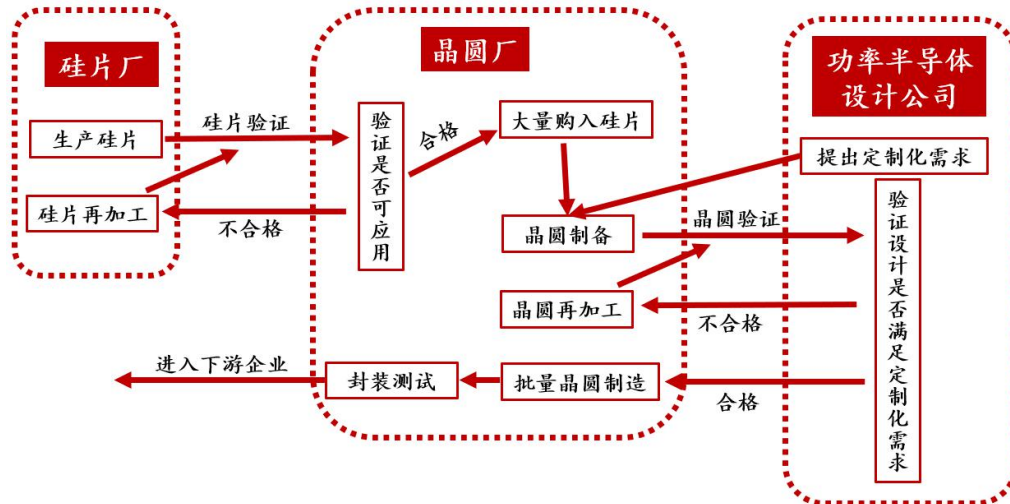 硅片厂
晶圆厂
功率半导体
设计公司
生产硅片
硅片验证
硅片再加工
不合格
验证是否可应用
合格
大量购入硅片
提出定制化需求
晶圆制备
晶圆验证
验证设计是否满足定制化需求
晶圆再加工
不合格
进入下游企业
封装测试
批量晶圆制造
合格